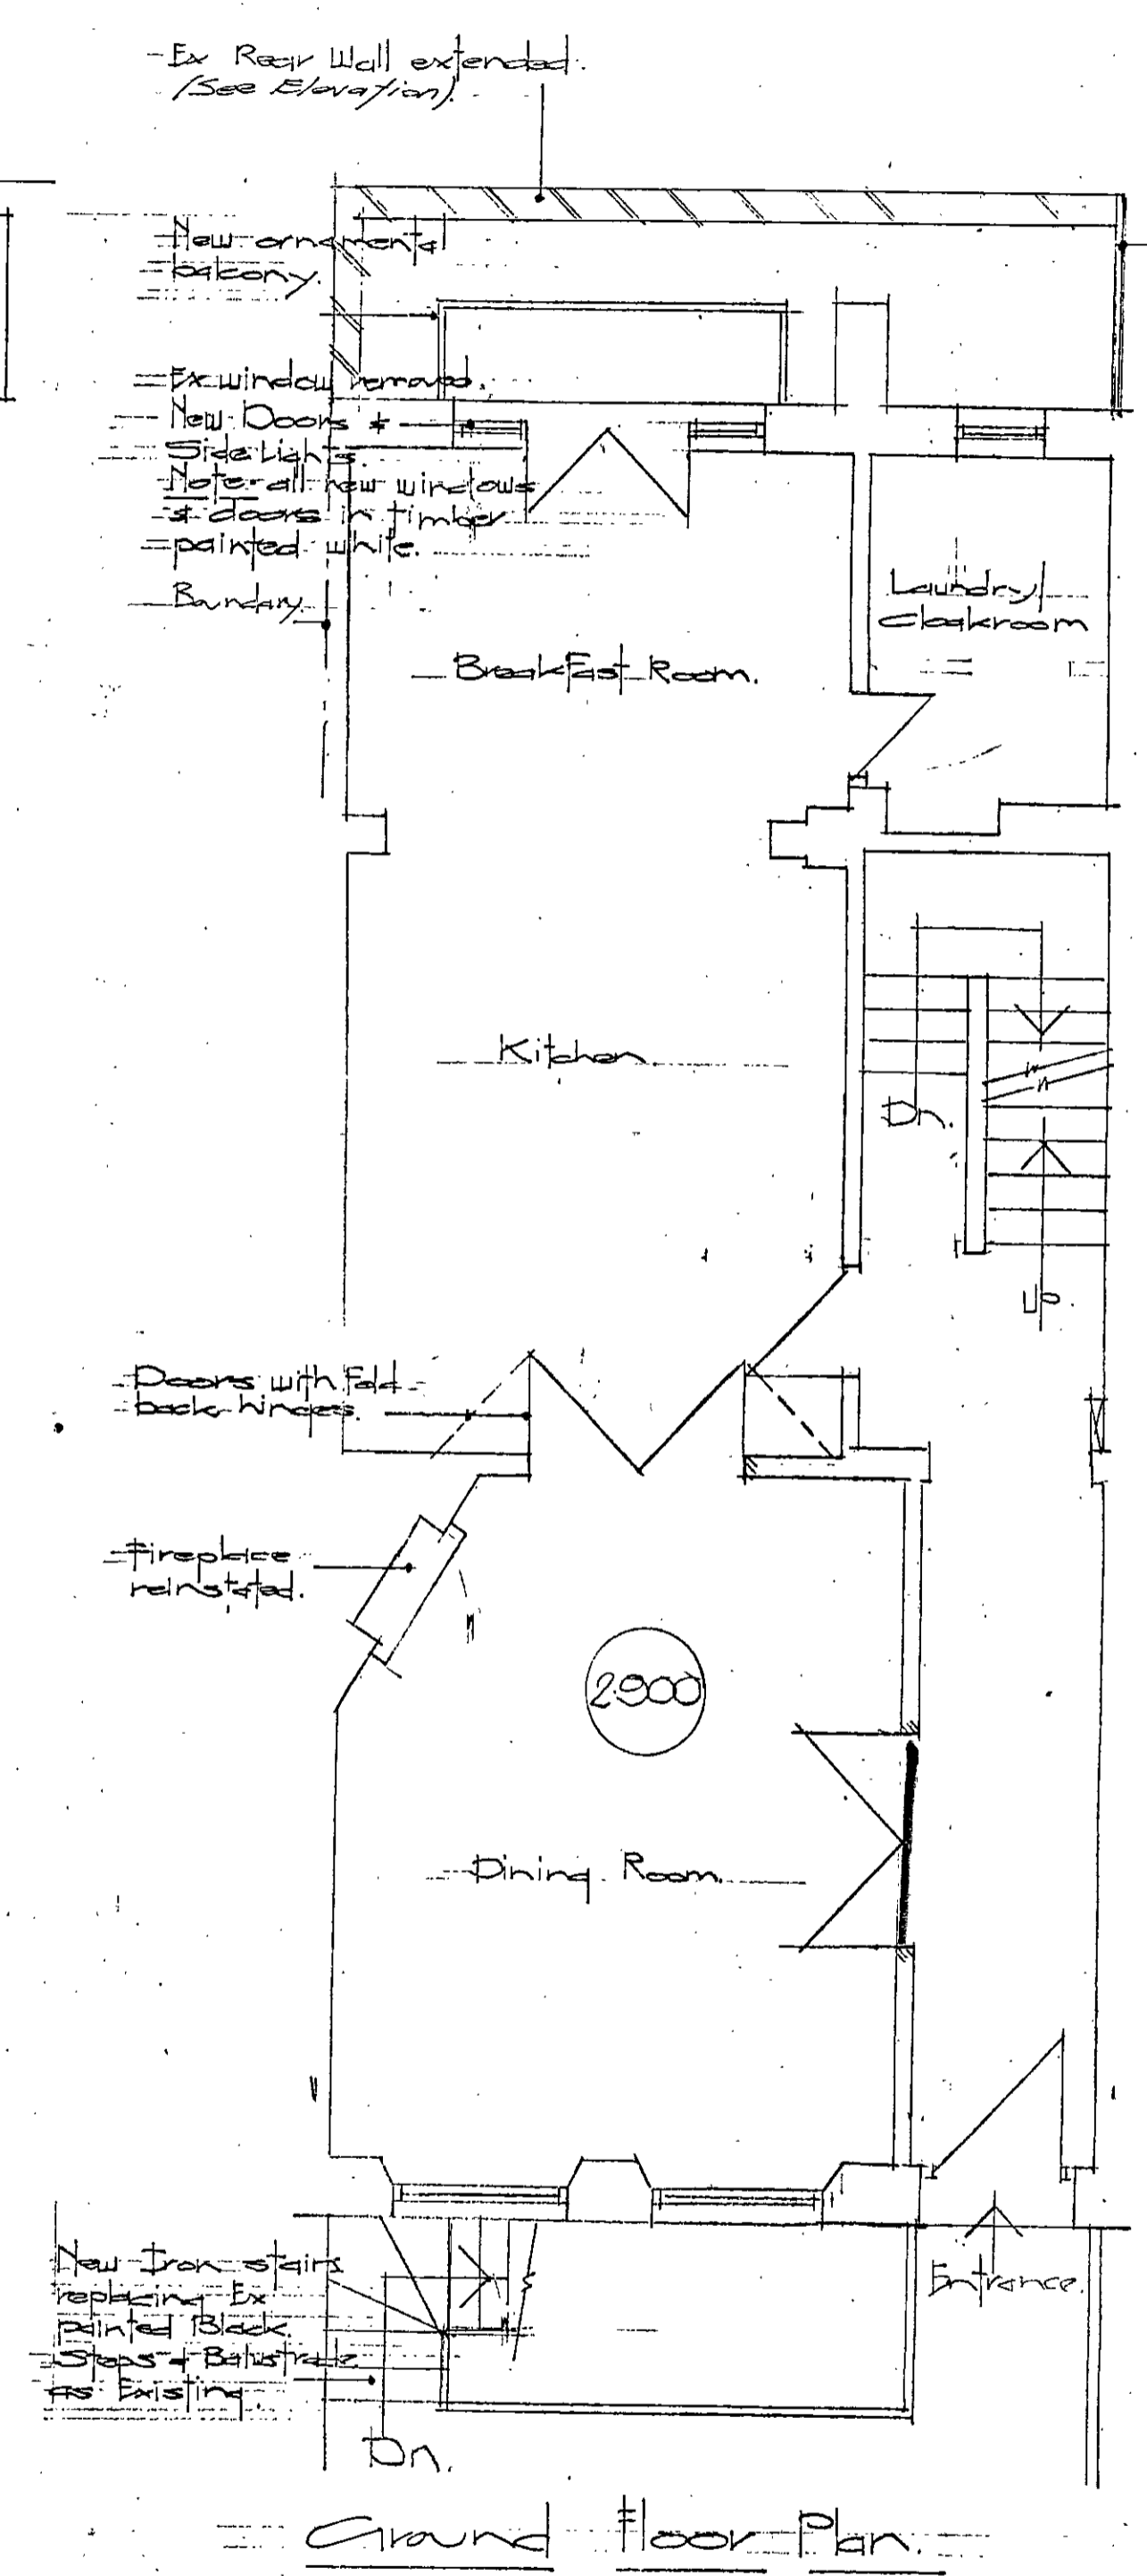 Ex Rear Wall extended.
(See Elevation).
New ornamental
balcony.
Ex window removed.
New Doors &
Side Lights.
Note- all new windows
& doors in timber
painted white.
Boundary.
Laundry/
Cloakroom
Breakfast Room.
Kitchen.
Dn.
Up.
Doors with Fold
back hinges.
Fireplace
reinstated.
2.900
Dining Room.
New Iron stairs
replacing Ex
painted Black.
Steps & Balustrade
as Existing.
Entrance.
Dn.
Ground Floor Plan.